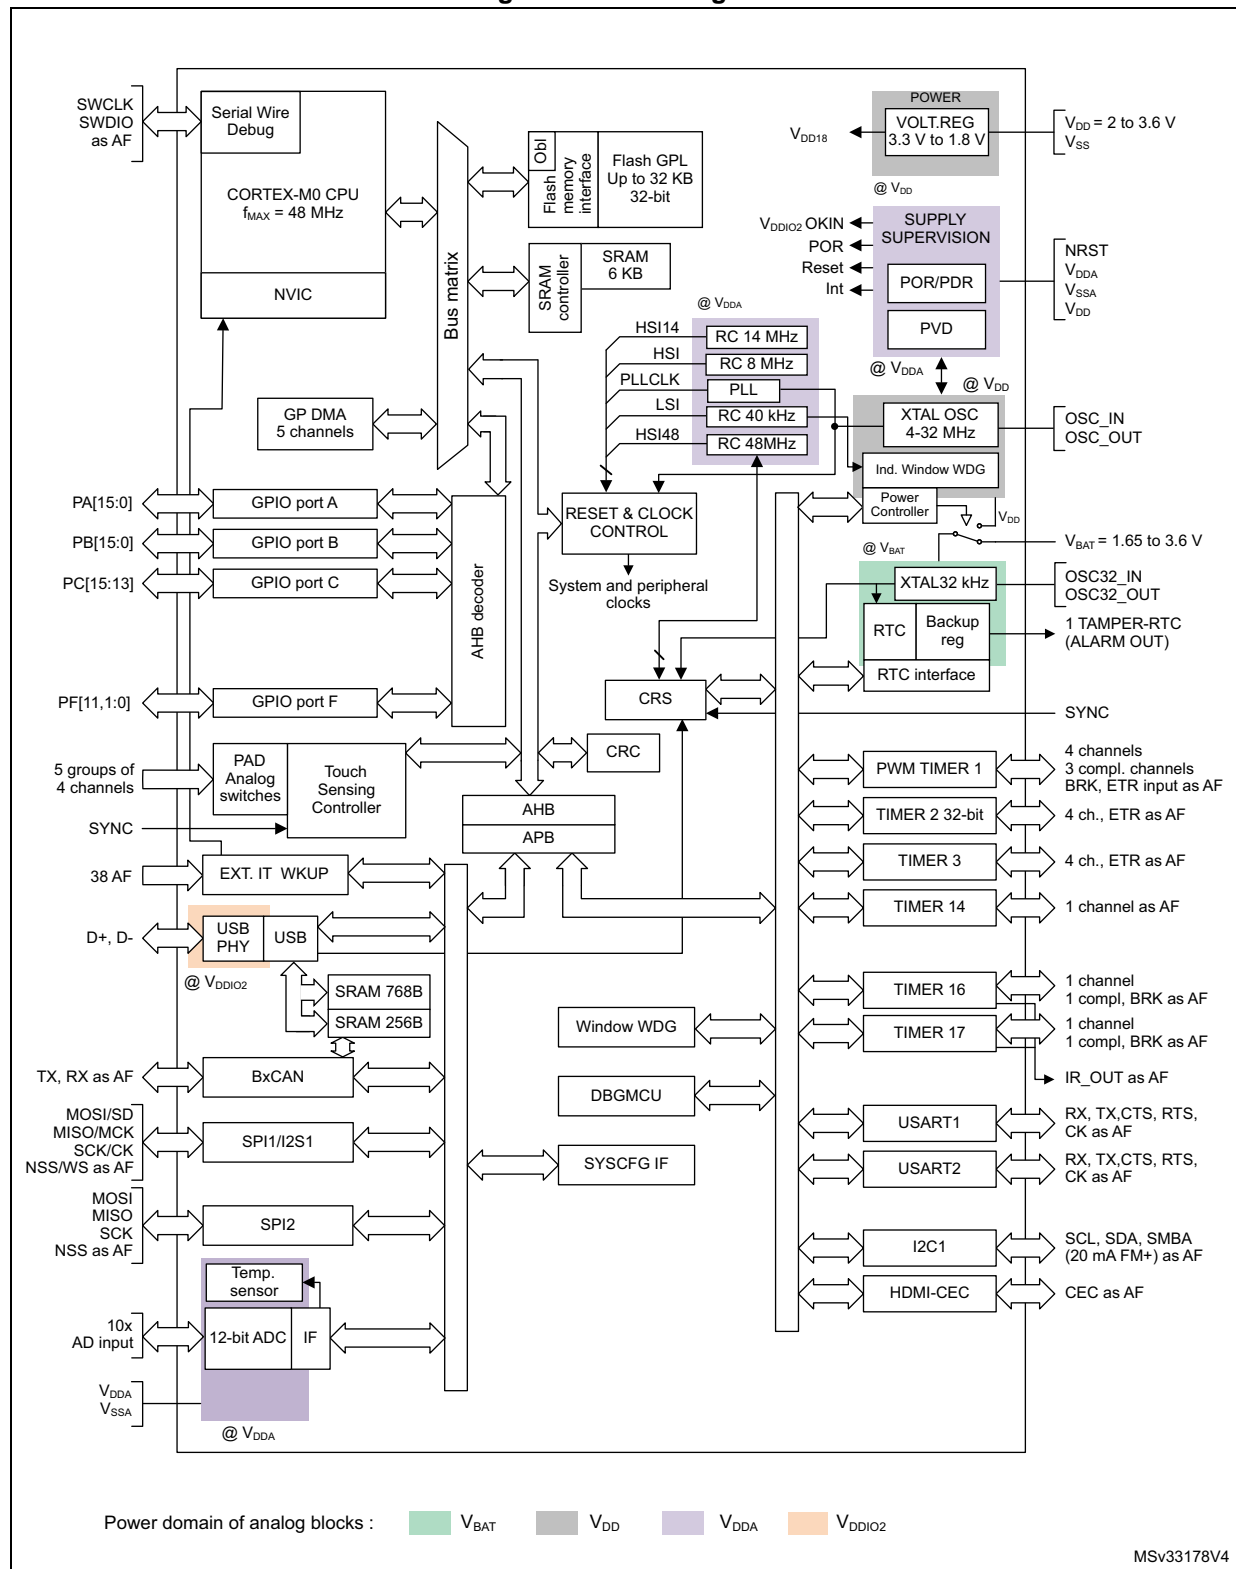 SWCLK
SWDIO
as AF
Serial Wire
Debug
CORTEX-M0 CPU
fMAX = 48 MHz
NVIC
Bus matrix
Obl
Flash
memory
interface
Flash GPL
Up to 32 KB
32-bit
SRAM
controller
SRAM
6 KB
POWER
VOLT.REG
3.3 V to 1.8 V
VDD18
VDD = 2 to 3.6 V
VSS
@ VDD
SUPPLY
SUPERVISION
VDDIO2 OKIN
POR
Reset
Int
POR/PDR
PVD
NRST
VDDA
VSSA
VDD
@ VDDA
@ VDDA
@ VDD
HSI14
HSI
PLLCLK
LSI
HSI48
RC 14 MHz
RC 8 MHz
PLL
RC 40 kHz
RC 48MHz
XTAL OSC
4-32 MHz
OSC_IN
OSC_OUT
Ind. Window WDG
Power
Controller
VDD
VBAT = 1.65 to 3.6 V
@ VBAT
GP DMA
5 channels
PA[15:0]
GPIO port A
PB[15:0]
GPIO port B
PC[15:13]
GPIO port C
PF[11,1:0]
GPIO port F
AHB decoder
RESET & CLOCK
CONTROL
System and peripheral
clocks
XTAL32 kHz
OSC32_IN
OSC32_OUT
RTC
Backup
reg
1 TAMPER-RTC
(ALARM OUT)
RTC interface
CRS
SYNC
CRC
5 groups of
4 channels
PAD
Analog
switches
Touch
Sensing
Controller
SYNC
AHB
APB
38 AF
EXT. IT WKUP
D+, D-
USB
PHY
USB
@ VDDIO2
SRAM 768B
SRAM 256B
TX, RX as AF
BxCAN
MOSI/SD
MISO/MCK
SCK/CK
NSS/WS as AF
SPI1/I2S1
MOSI
MISO
SCK
NSS as AF
SPI2
Temp.
sensor
10x
AD input
12-bit ADC
IF
VDDA
VSSA
@ VDDA
Window WDG
DBGMCU
SYSCFG IF
PWM TIMER 1
4 channels
3 compl. channels
BRK, ETR input as AF
TIMER 2 32-bit
4 ch., ETR as AF
TIMER 3
4 ch., ETR as AF
TIMER 14
1 channel as AF
TIMER 16
1 channel
1 compl, BRK as AF
TIMER 17
1 channel
1 compl, BRK as AF
IR_OUT as AF
USART1
RX, TX,CTS, RTS,
CK as AF
USART2
RX, TX,CTS, RTS,
CK as AF
I2C1
SCL, SDA, SMBA
(20 mA FM+) as AF
HDMI-CEC
CEC as AF
Power domain of analog blocks :
VBAT
VDD
VDDA
VDDIO2
MSv33178V4